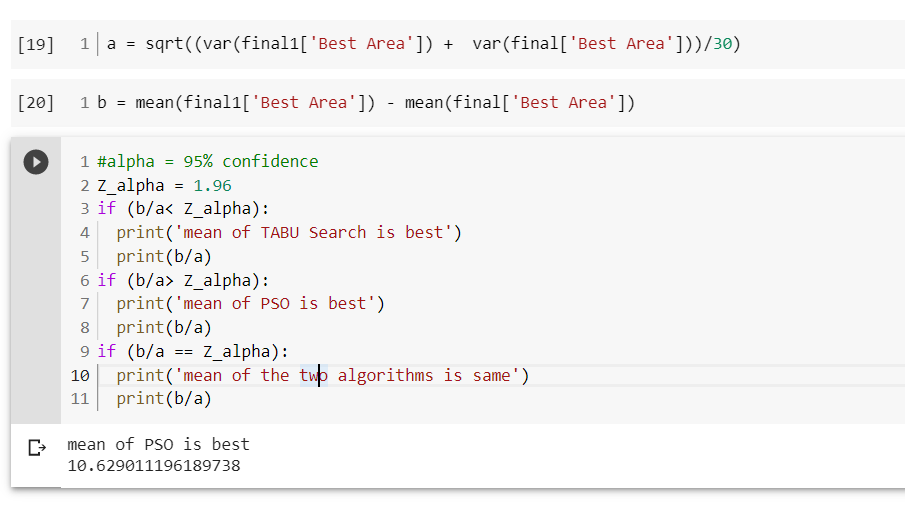 [19] 1 a = sqrt((var(final1['Best Area']) +  var(final['Best Area']))/30)
[20] 1 b = mean(final1['Best Area']) - mean(final['Best Area'])
1 #alpha = 95% confidence
2 Z_alpha = 1.96
3 if (b/a< Z_alpha):
4   print('mean of TABU Search is best')
5   print(b/a)
6 if (b/a> Z_alpha):
7   print('mean of PSO is best')
8   print(b/a)
9 if (b/a == Z_alpha):
10   print('mean of the two algorithms is same')
11   print(b/a)
mean of PSO is best
10.629011196189738